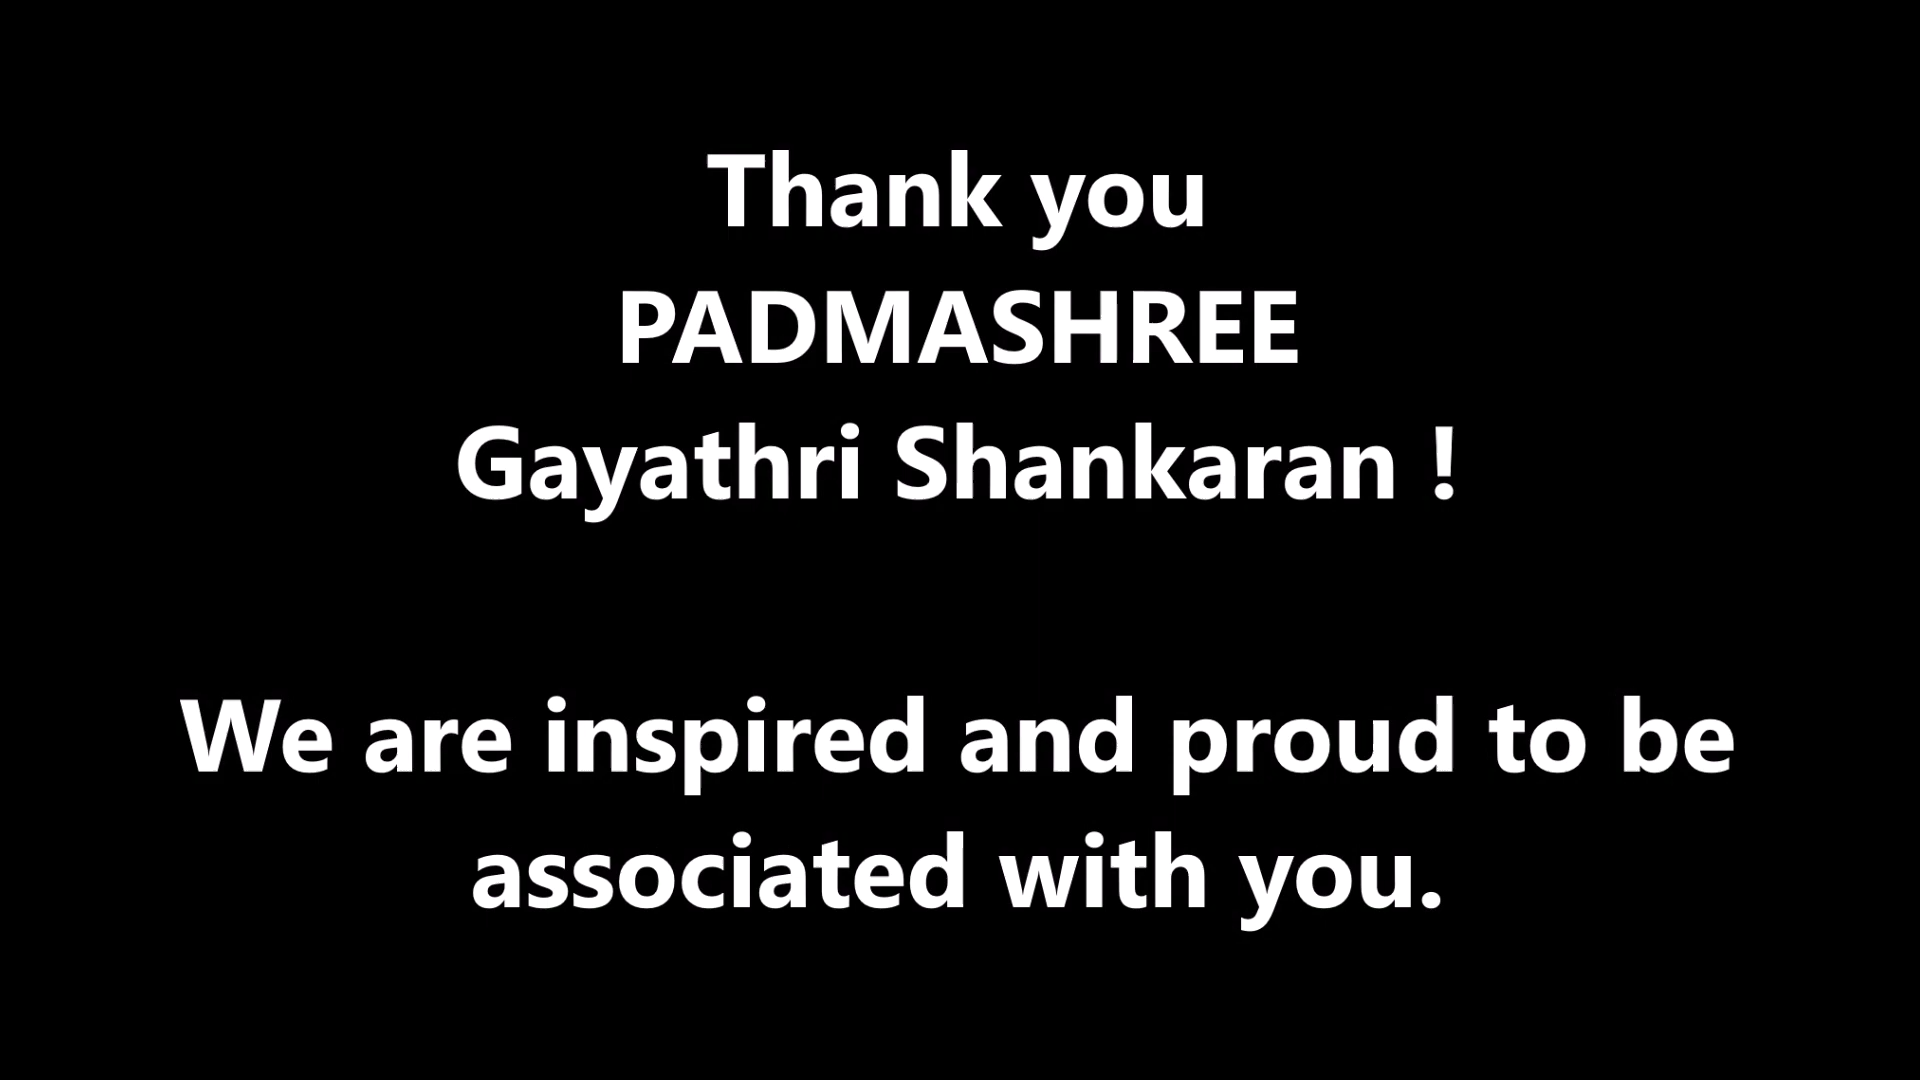 Thank you
PADMASHREE
Gayathri Shankaran !
We are inspired and proud to be
associated with you.